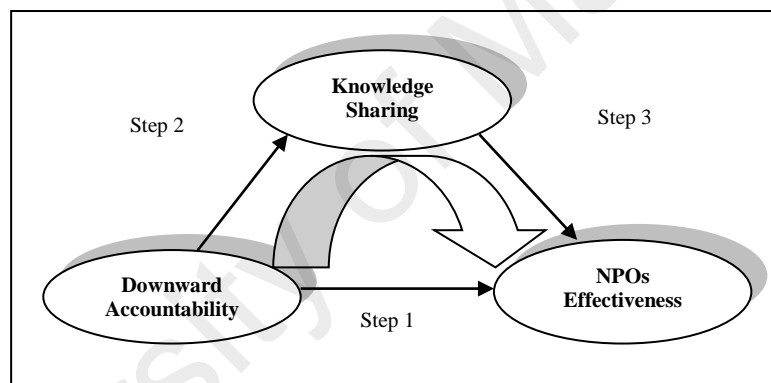 Knowledge
Sharing
Step 2
Step 3
Downward
Accountability
NPOs
Effectiveness
Step 1